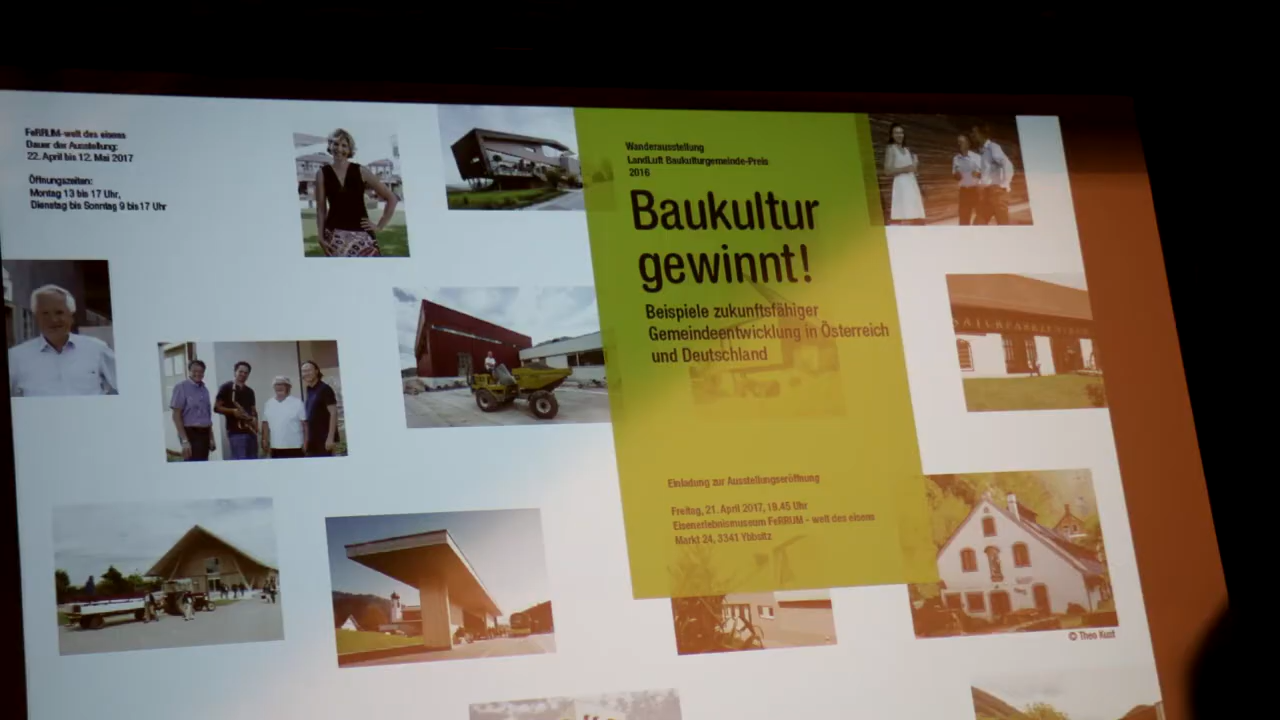 FeRRUM-welt des eisens
Dauer der Ausstellung:
22. April bis 12. Mai 2017
Öffnungszeiten:
Montag 13 bis 17 Uhr,
Dienstag bis Sonntag 9 bis 17 Uhr
Wanderausstellung
LandLuft Baukulturgemeinde-Preis
2016
Baukultur
gewinnt!
Beispiele zukunftsfähiger
Gemeindeentwicklung in Österreich
und Deutschland
Einladung zur Ausstellungseröffnung
Freitag, 21. April 2017, 19.45 Uhr
Eisenerlebnismuseum FeRRUM - welt des eisens
Markt 24, 3341 Ybbsitz
NATURPARKZENTRUM
© Theo Kust